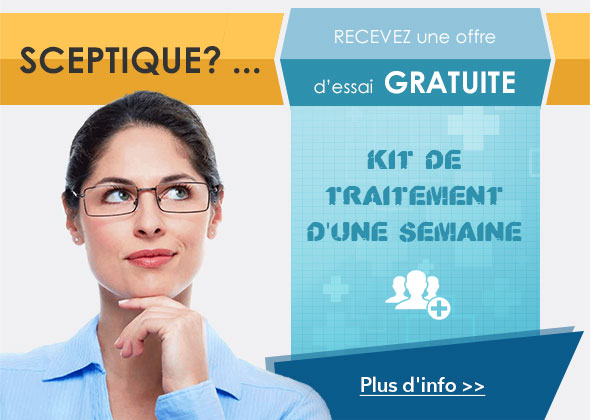 SCEPTIQUE? ...
RECEVEZ une offre
d'essai GRATUITE
KIT DE
TRAITEMENT
D'UNE SEMAINE
Plus d'info >>